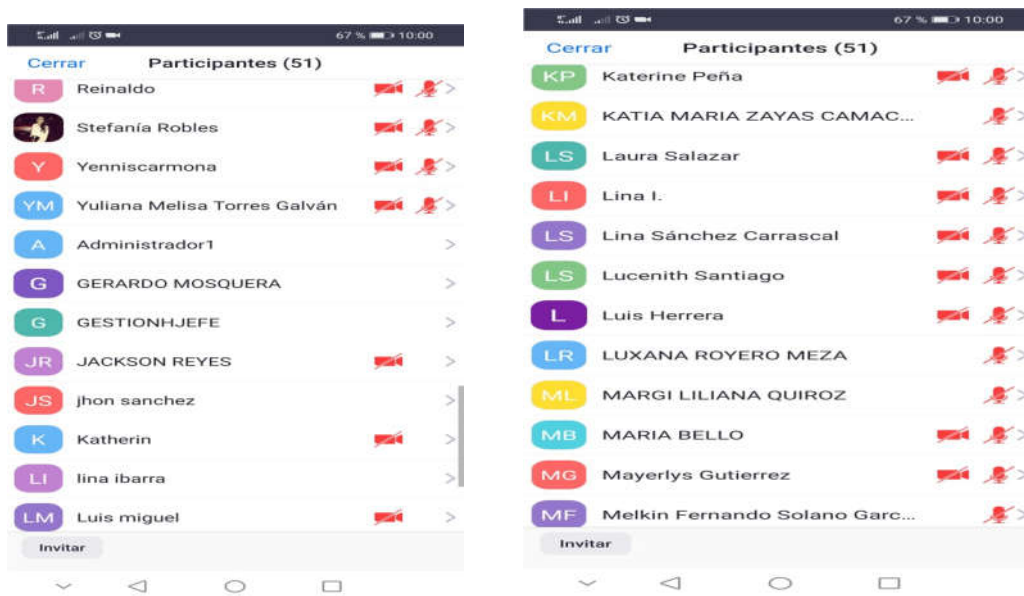 67 % 10:00
Cerrar Participantes (51)
R Reinaldo
Stefanía Robles
Y Yenniscarmona
YM Yuliana Melisa Torres Galván
A Administrador1
G GERARDO MOSQUERA
G GESTIONHJEFE
JR JACKSON REYES
JS jhon sanchez
K Katherin
LI lina ibarra
LM Luis miguel
Invitar
67 % 10:00
Cerrar Participantes (51)
KP Katerine Peña
KM KATIA MARIA ZAYAS CAMAC...
LS Laura Salazar
LI Lina I.
LS Lina Sánchez Carrascal
LS Lucenith Santiago
L Luis Herrera
LR LUXANA ROYERO MEZA
ML MARGI LILIANA QUIROZ
MB MARIA BELLO
MG Mayerlys Gutierrez
MF Melkin Fernando Solano Garc...
Invitar